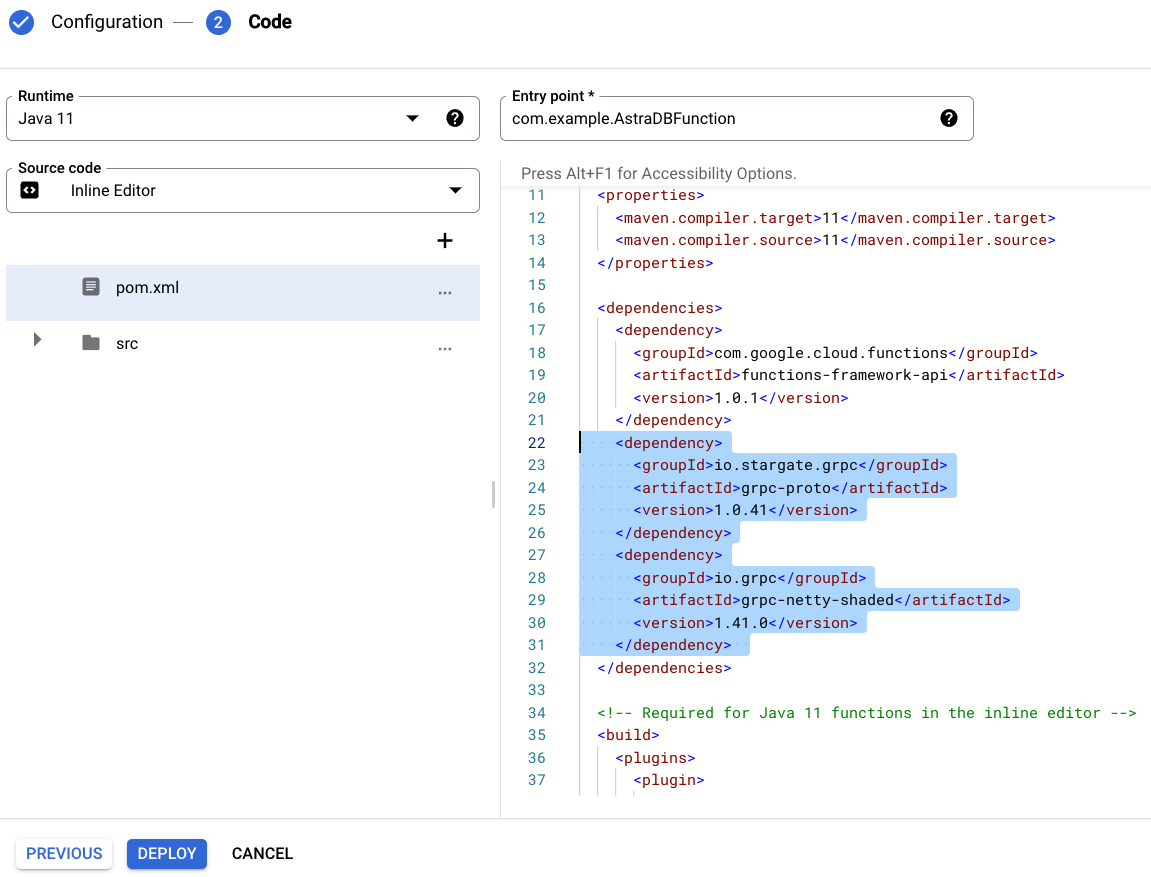 Configuration
2
Code
Runtime
Java 11
Entry point *
com.example.AstraDBFunction
Source code
Inline Editor
pom.xml
...
src
...
Press Alt+F1 for Accessibility Options.
11 <properties>
12 <maven.compiler.target>11</maven.compiler.target>
13 <maven.compiler.source>11</maven.compiler.source>
14 </properties>
15
16 <dependencies>
17 <dependency>
18 <groupId>com.google.cloud.functions</groupId>
19 <artifactId>functions-framework-api</artifactId>
20 <version>1.0.1</version>
21 </dependency>
22 <dependency>
23 <groupId>io.stargate.grpc</groupId>
24 <artifactId>grpc-proto</artifactId>
25 <version>1.0.41</version>
26 </dependency>
27 <dependency>
28 <groupId>io.grpc</groupId>
29 <artifactId>grpc-netty-shaded</artifactId>
30 <version>1.41.0</version>
31 </dependency>
32 </dependencies>
33
34 <!-- Required for Java 11 functions in the inline editor -->
35 <build>
36 <plugins>
37 <plugin>
PREVIOUS
DEPLOY
CANCEL